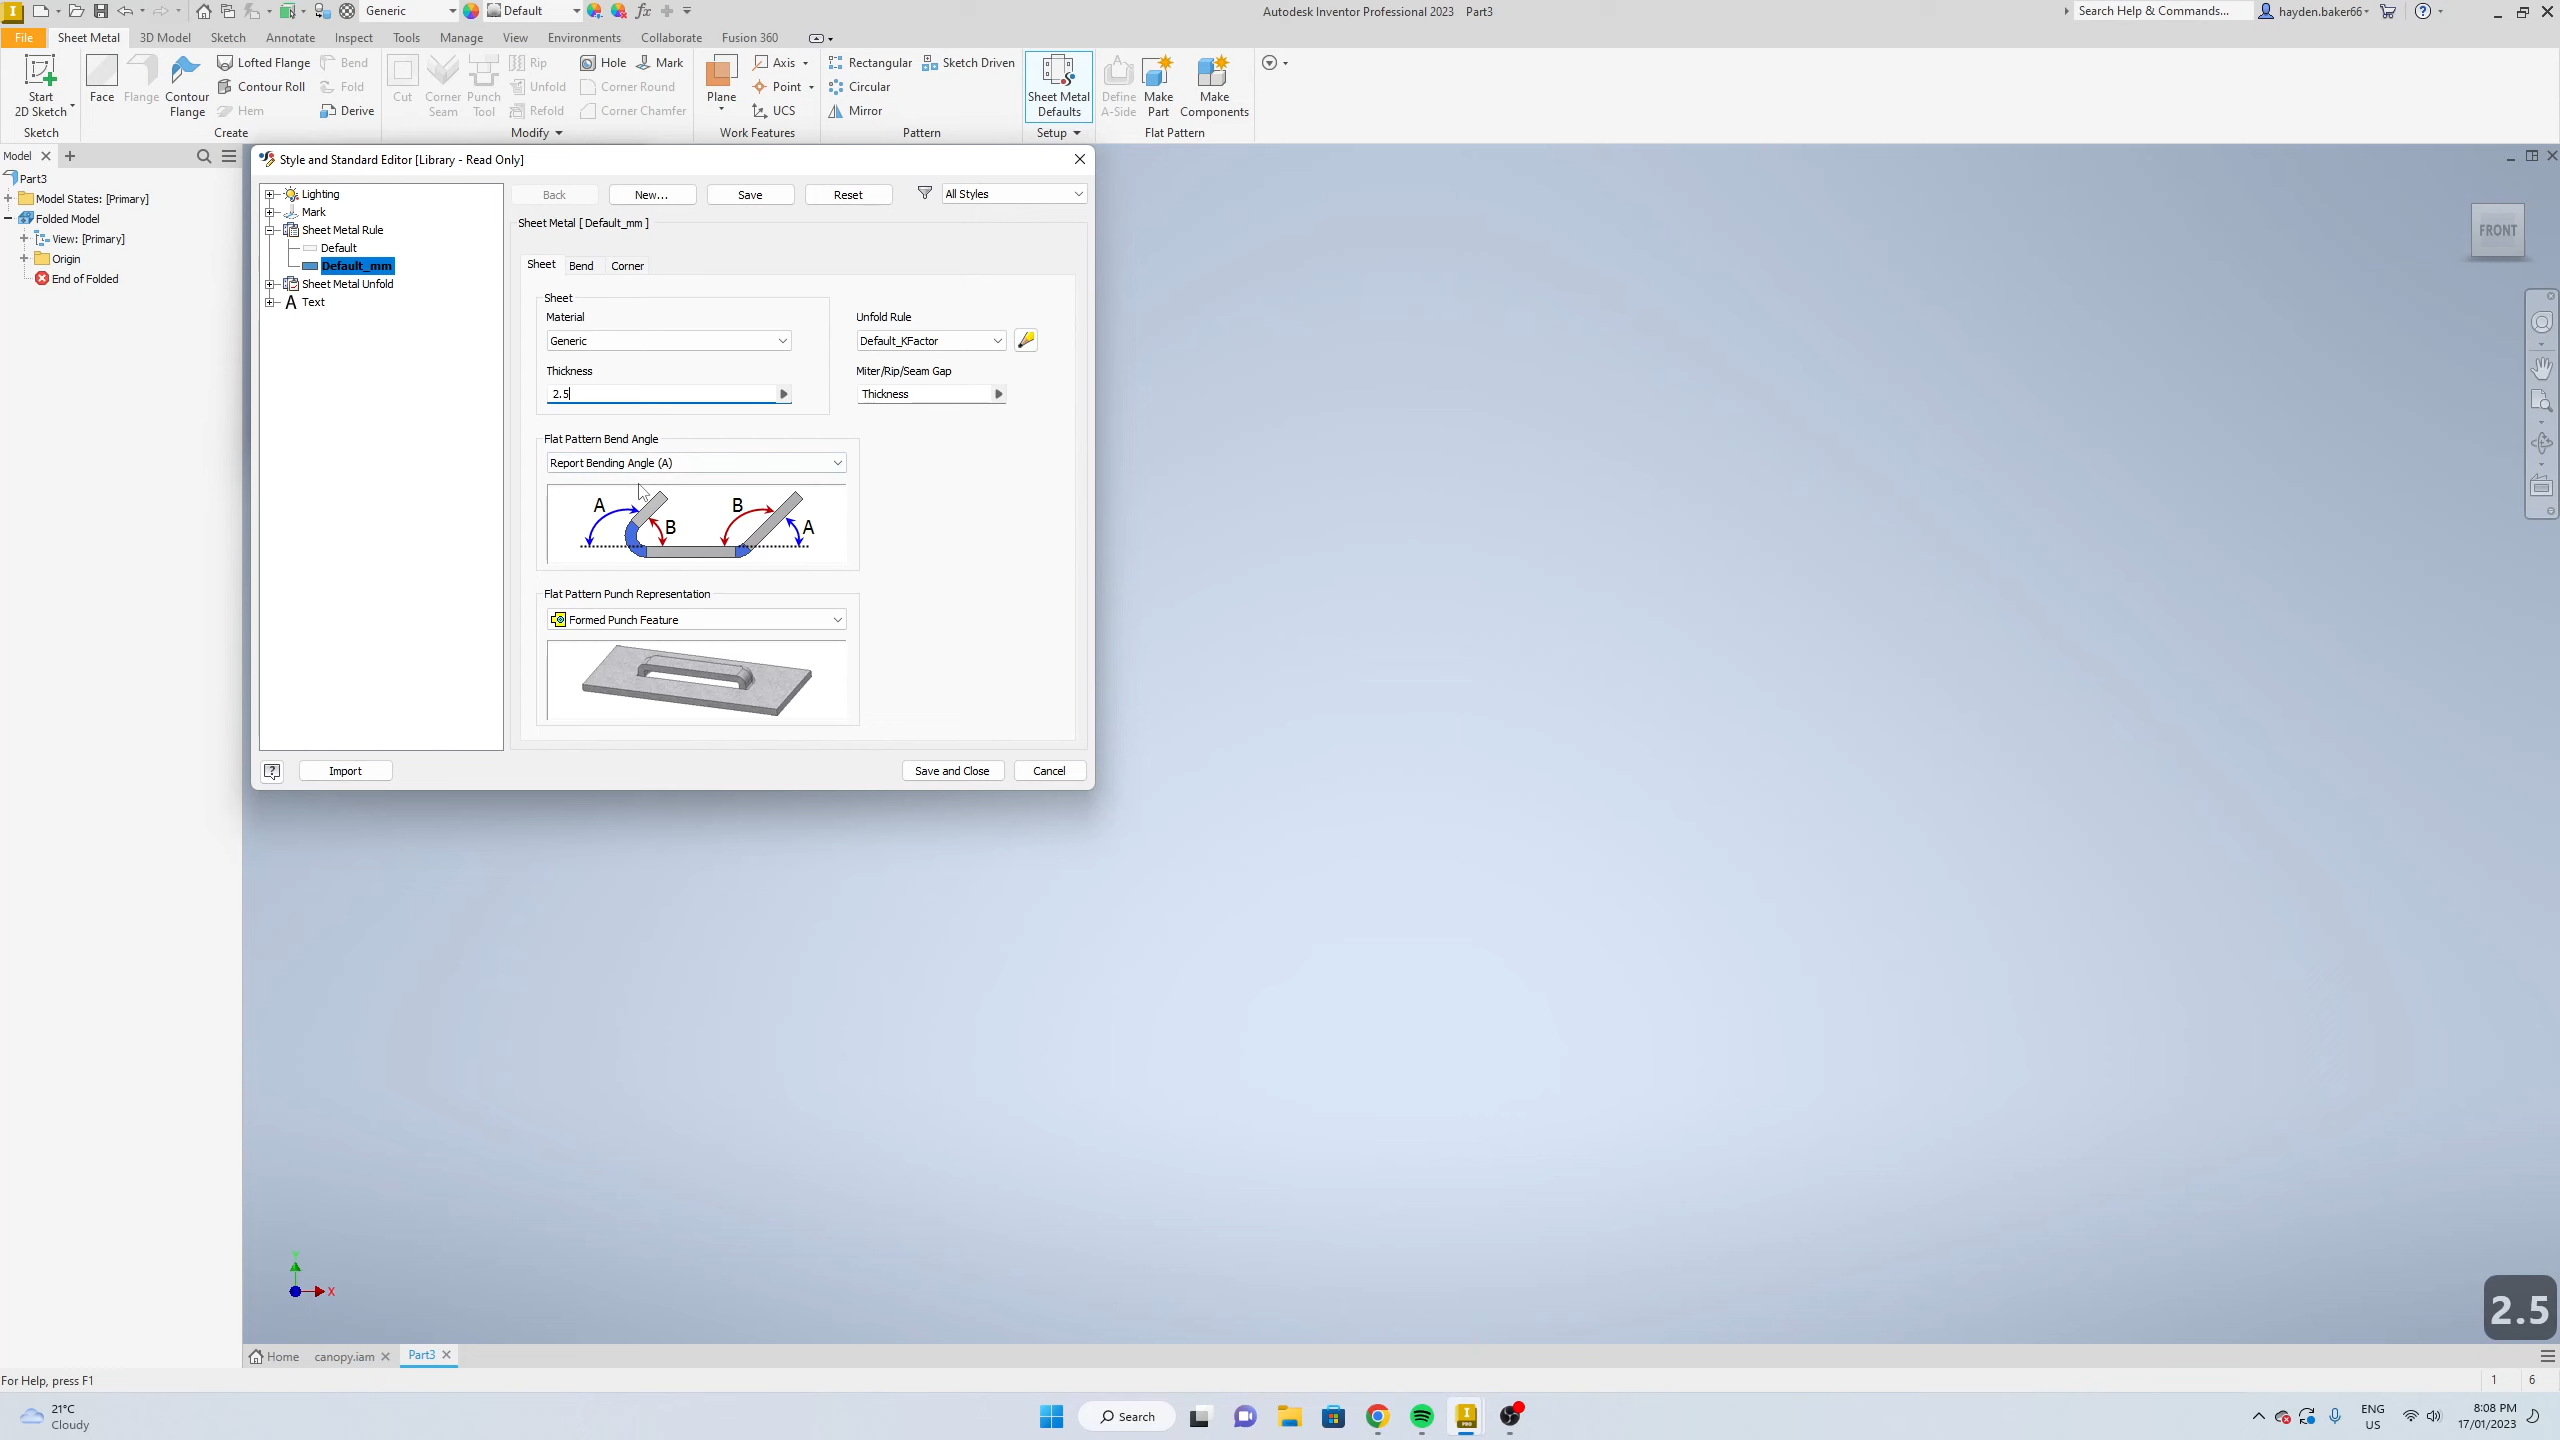 Generic
Default
fx
Autodesk Inventor Professional 2023 Part3
Search Help & Commands...
hayden.baker66
File
Sheet Metal
3D Model
Sketch
Annotate
Inspect
Tools
Manage
View
Environments
Collaborate
Fusion 360
Start
2D Sketch
Face
Flange
Contour
Flange
Lofted Flange
Contour Roll
Hem
Bend
Fold
Derive
Cut
Corner
Seam
Punch
Tool
Rip
Unfold
Refold
Hole
Mark
Corner Round
Corner Chamfer
Plane
Axis
Point
UCS
Rectangular
Sketch Driven
Circular
Mirror
Sheet Metal
Defaults
Define
A-Side
Make
Part
Make
Components
Sketch
Create
Modify
Work Features
Pattern
Setup
Flat Pattern
Model
Part3
Model States: [Primary]
Folded Model
View: [Primary]
Origin
End of Folded
Style and Standard Editor [Library - Read Only]
Lighting
Mark
Sheet Metal Rule
Default
Default_mm
Sheet Metal Unfold
A Text
Back
New...
Save
Reset
All Styles
Sheet Metal [ Default_mm ]
Sheet
Bend
Corner
Sheet
Material
Generic
Thickness
2.5
Unfold Rule
Default_KFactor
Miter/Rip/Seam Gap
Thickness
Flat Pattern Bend Angle
Report Bending Angle (A)
A
B
B
A
Flat Pattern Punch Representation
Formed Punch Feature
Import
Save and Close
Cancel
FRONT
X
2.5
Home
canopy.iam
Part3
For Help, press F1
1
6
21°C
Cloudy
Search
ENG
US
8:08 PM
17/01/2023